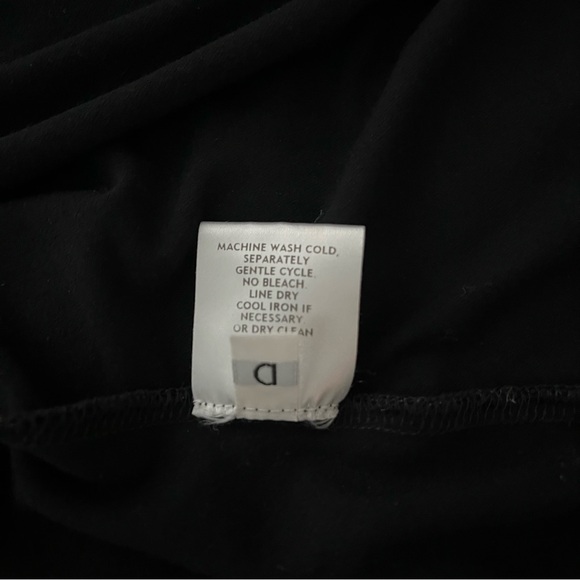 MACHINE WASH COLD,
SEPARATELY
GENTLE CYCLE.
NO BLEACH.
LINE DRY
COOL IRON IF
NECESSARY.
OR DRY CLEAN